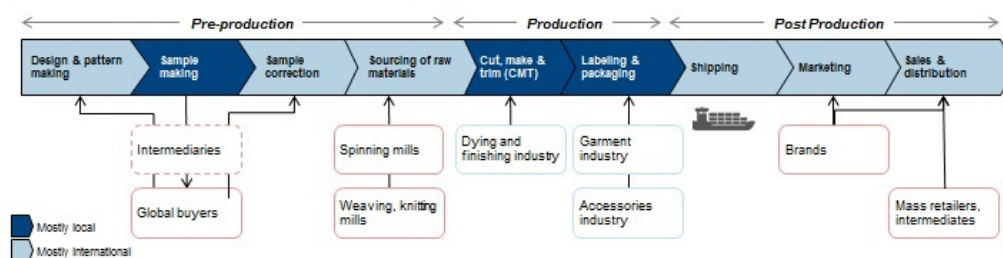 Pre-production
Production
Post Production
Design & pattern
making
Sample
making
Sample
correction
Sourcing of raw
materials
Cut, make &
trim (CMT)
Labeling &
packaging
Shipping
Marketing
Sales &
distribution
Intermediaries
Global buyers
Spinning mills
Weaving, knitting
mills
Dying and
finishing industry
Garment
industry
Accessories
industry
Brands
Mass retailers,
intermediates
Mostly local
Mostly International